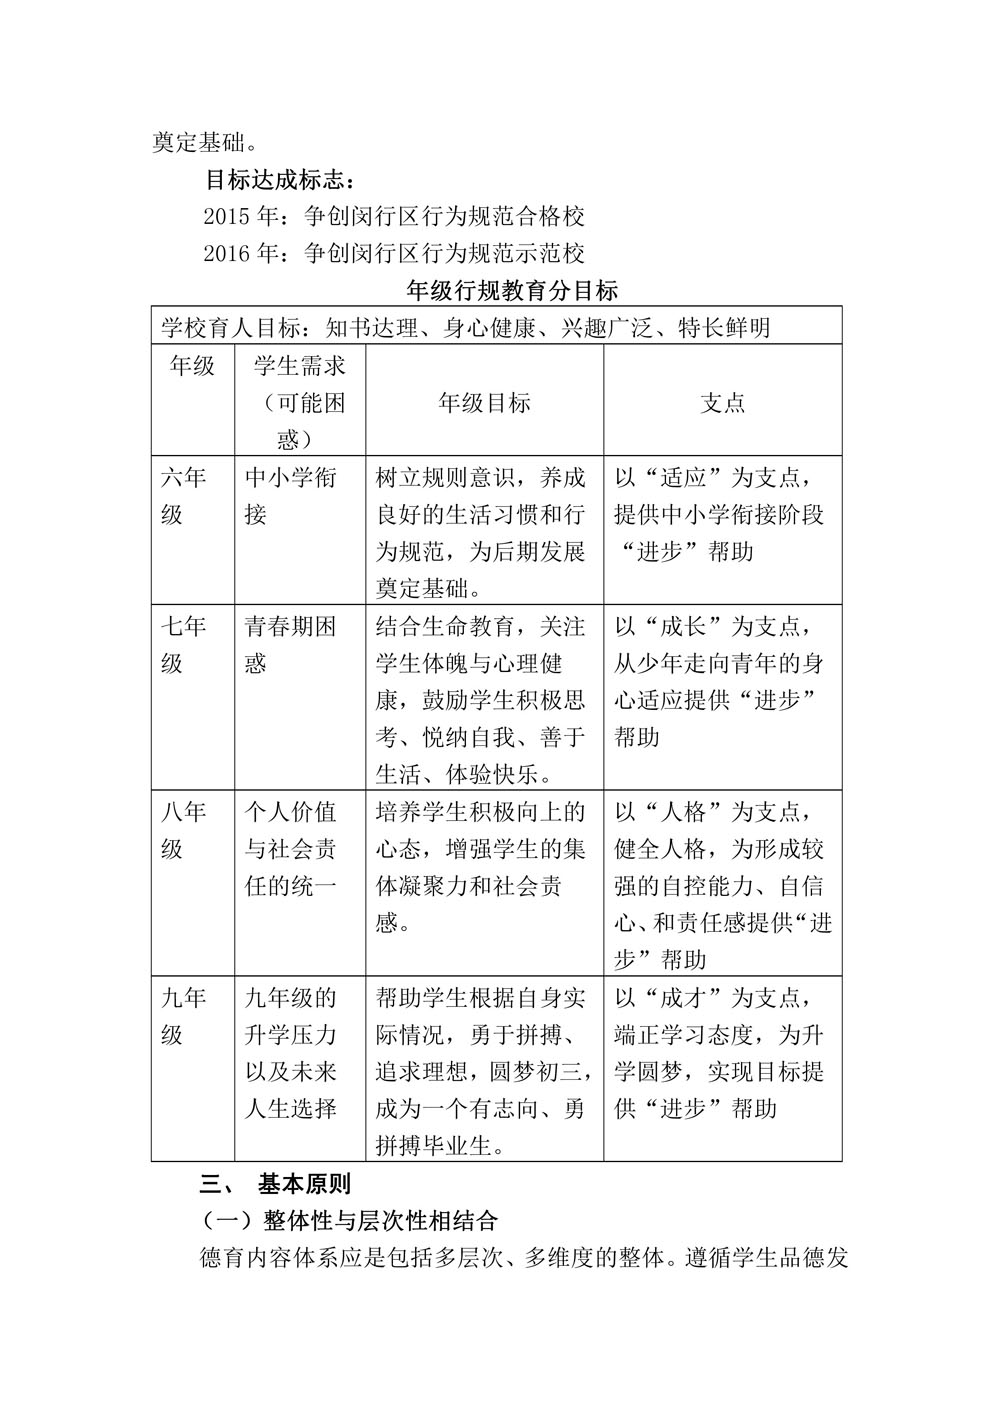 奠定基础。
目标达成标志：
2015 年：争创闵行区行为规范合格校
2016 年：争创闵行区行为规范示范校
年级行规教育分目标
学校育人目标：知书达理、身心健康、兴趣广泛、特长鲜明
年级
学生需求
（可能困
惑）
年级目标
支点
六年
级
中小学衔
接
树立规则意识，养成
良好的生活习惯和行
为规范，为后期发展
奠定基础。
以“适应”为支点，
提供中小学衔接阶段
“进步”帮助
七年
级
青春期困
惑
结合生命教育，关注
学生体魄与心理健
康，鼓励学生积极思
考、悦纳自我、善于
生活、体验快乐。
以“成长”为支点，
从少年走向青年的身
心适应提供“进步”
帮助
八年
级
个人价值
与社会责
任的统一
培养学生积极向上的
心态，增强学生的集
体凝聚力和社会责
感。
以“人格”为支点，
健全人格，为形成较
强的自控能力、自信
心、和责任感提供“进
步”帮助
九年
级
九年级的
升学压力
以及未来
人生选择
帮助学生根据自身实
际情况，勇于拼搏、
追求理想，圆梦初三，
成为一个有志向、勇
拼搏毕业生。
以“成才”为支点，
端正学习态度，为升
学圆梦，实现目标提
供“进步”帮助
三、 基本原则
（一）整体性与层次性相结合
德育内容体系应是包括多层次、多维度的整体。遵循学生品德发